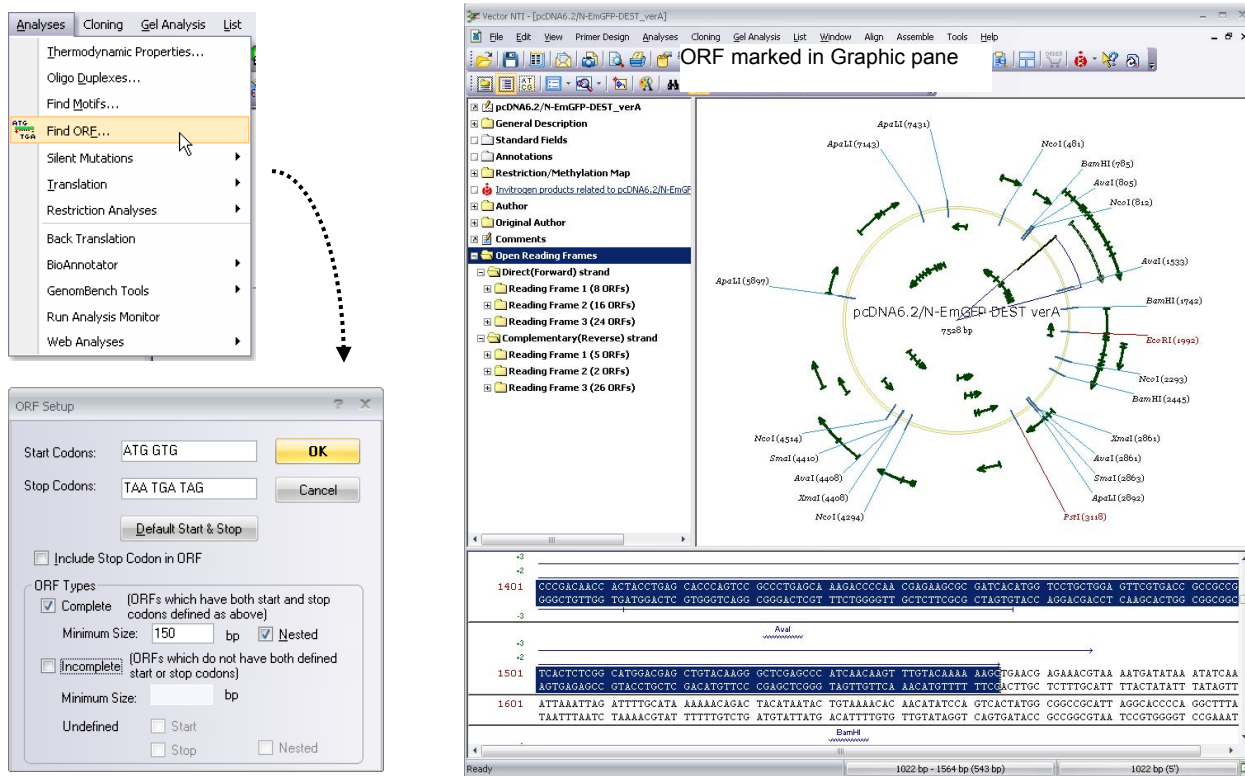 Analyses Cloning Gel Analysis List
Thermodynamic Properties...
Oligo Duplexes...
Find Motifs...
ATG
TGA
Find ORF...
Silent Mutations
Translation
Restriction Analyses
Back Translation
BioAnnotator
GenomBench Tools
Run Analysis Monitor
Web Analyses
ORF Setup
Start Codons: ATG GTG OK
Stop Codons: TAA TGA TAG Cancel
Default Start & Stop
Include Stop Codon in ORF
ORF Types
Complete (ORFs which have both start and stop
codons defined as above)
Minimum Size: 150 bp Nested
Incomplete (ORFs which do not have both defined
start or stop codons)
Minimum Size: bp
Undefined Start
Stop Nested
Vector NTI - [pcDNA6.2/N-EmGFP-DEST_verA]
File Edit View Primer Design Analyses Cloning Gel Analysis List Window Align Assemble Tools Help
ORF marked in Graphic pane
pcDNA6.2/N-EmGFP-DEST_verA
General Description
Standard Fields
Annotations
Restriction/Methylation Map
Invitrogen products related to pcDNA6.2/N-EmGF
Author
Original Author
Comments
Open Reading Frames
Direct(Forward) strand
Reading Frame 1 (8 ORFs)
Reading Frame 2 (16 ORFs)
Reading Frame 3 (24 ORFs)
Complementary(Reverse) strand
Reading Frame 1 (5 ORFs)
Reading Frame 2 (2 ORFs)
Reading Frame 3 (26 ORFs)
ApaLI (7431)
ApaLI (7143)
NcoI (481)
BamHI (785)
AvaI (805)
NcoI (812)
AvaI (1533)
ApaLI (5897)
BamHI (1742)
pcDNA6.2/N-EmGFP-DEST verA
7528 bp
EcoRI (1992)
NcoI (2293)
BamHI (2445)
NcoI (4514)
SmaI (4410)
AvaI (4408)
XmaI (4408)
NcoI (4294)
XmaI (2861)
AvaI (2861)
SmaI (2863)
ApaLI (2892)
PstI (3118)
+3
+2
1401 CCCGACAACC ACTACCTGAG CACCCAGTCC GCCCTGAGCA AAGACCCCAA CGAGAAGCGC GATCACATGG TCCTGCTGGA GTTCGTGACC GCCGCCG
GGGCTGTTGG TGATGGACTC GTGGGTCAGG CGGGACTCGT TTCTGGGGTT GCTCTTCGCG CTAGTGTACC AGGACGACCT CAAGCACTGG CGGCGGC
-3
AvaI
+3
+2
1501 TCACTCTCGG CATGGACGAG CTGTACAAGG GCTCGAGCCC ATCAACAAGT TTGTACAAAA AAGCTGAACG AGAAACGTAA AATGATATAA ATATCAA
AGTGAGAGCC GTACCTGCTC GACATGTTCC CGAGCTCGGG TAGTTGTTCA AACATGTTTT TTCGACTTGC TCTTTGCATT TTACTATATT TATAGTT
1601 ATTAAATTAG ATTTTGCATA AAAAACAGAC TACATAATAC TGTAAAACAC AACATATCCA GTCACTATGG CGGCCGCATT AGGCACCCCA GGCTTTA
TAATTTAATC TAAAACGTAT TTTTTGTCTG ATGTATTATG ACATTTTGTG TTGTATAGGT CAGTGATACC GCCGGCGTAA TCCGTGGGGT CCGAAAT
BamHI
Ready 1022 bp - 1564 bp (543 bp) 1022 bp (5')